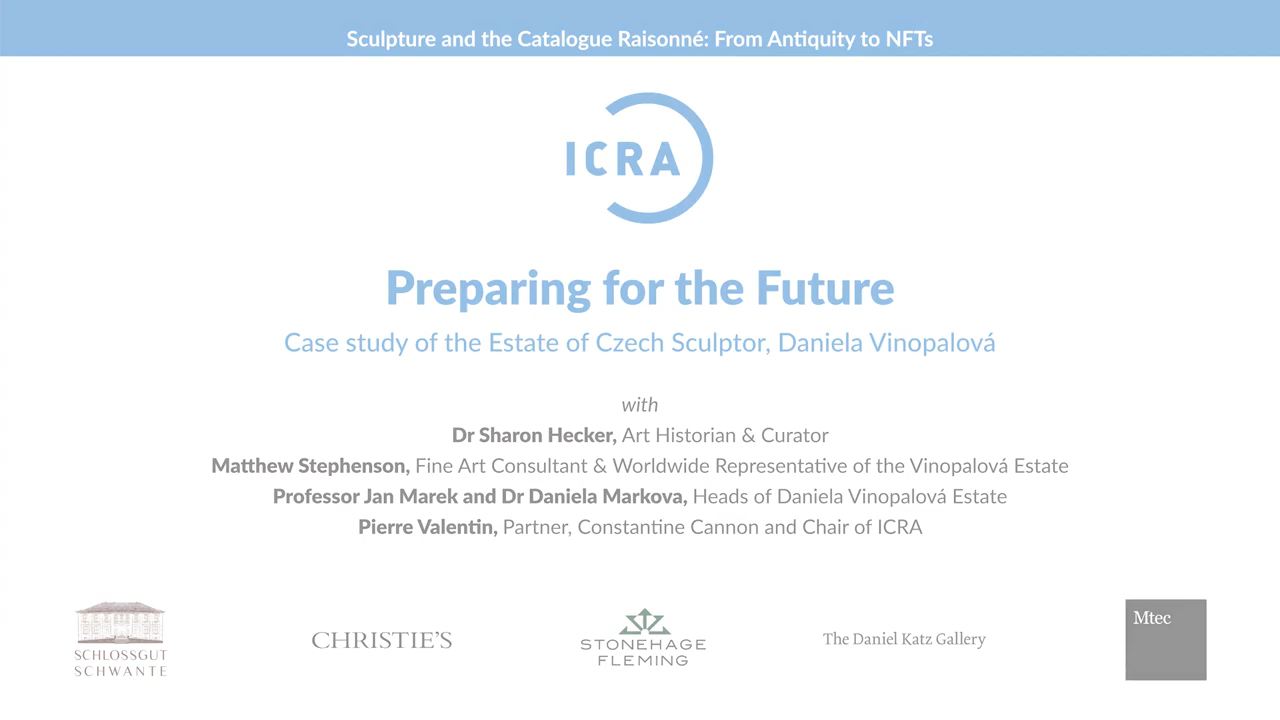 Sculpture and the Catalogue Raisonné: From Antiquity to NFTs
ICRA
Preparing for the Future
Case study of the Estate of Czech Sculptor, Daniela Vinopalová
with
Dr Sharon Hecker, Art Historian & Curator
Matthew Stephenson, Fine Art Consultant & Worldwide Representative of the Vinopalová Estate
Professor Jan Marek and Dr Daniela Markova, Heads of Daniela Vinopalová Estate
Pierre Valentin, Partner, Constantine Cannon and Chair of ICRA
SCHLOSSGUT
SCHWANTE
CHRISTIE'S
STONEHAGE
FLEMING
The Daniel Katz Gallery
Mtec